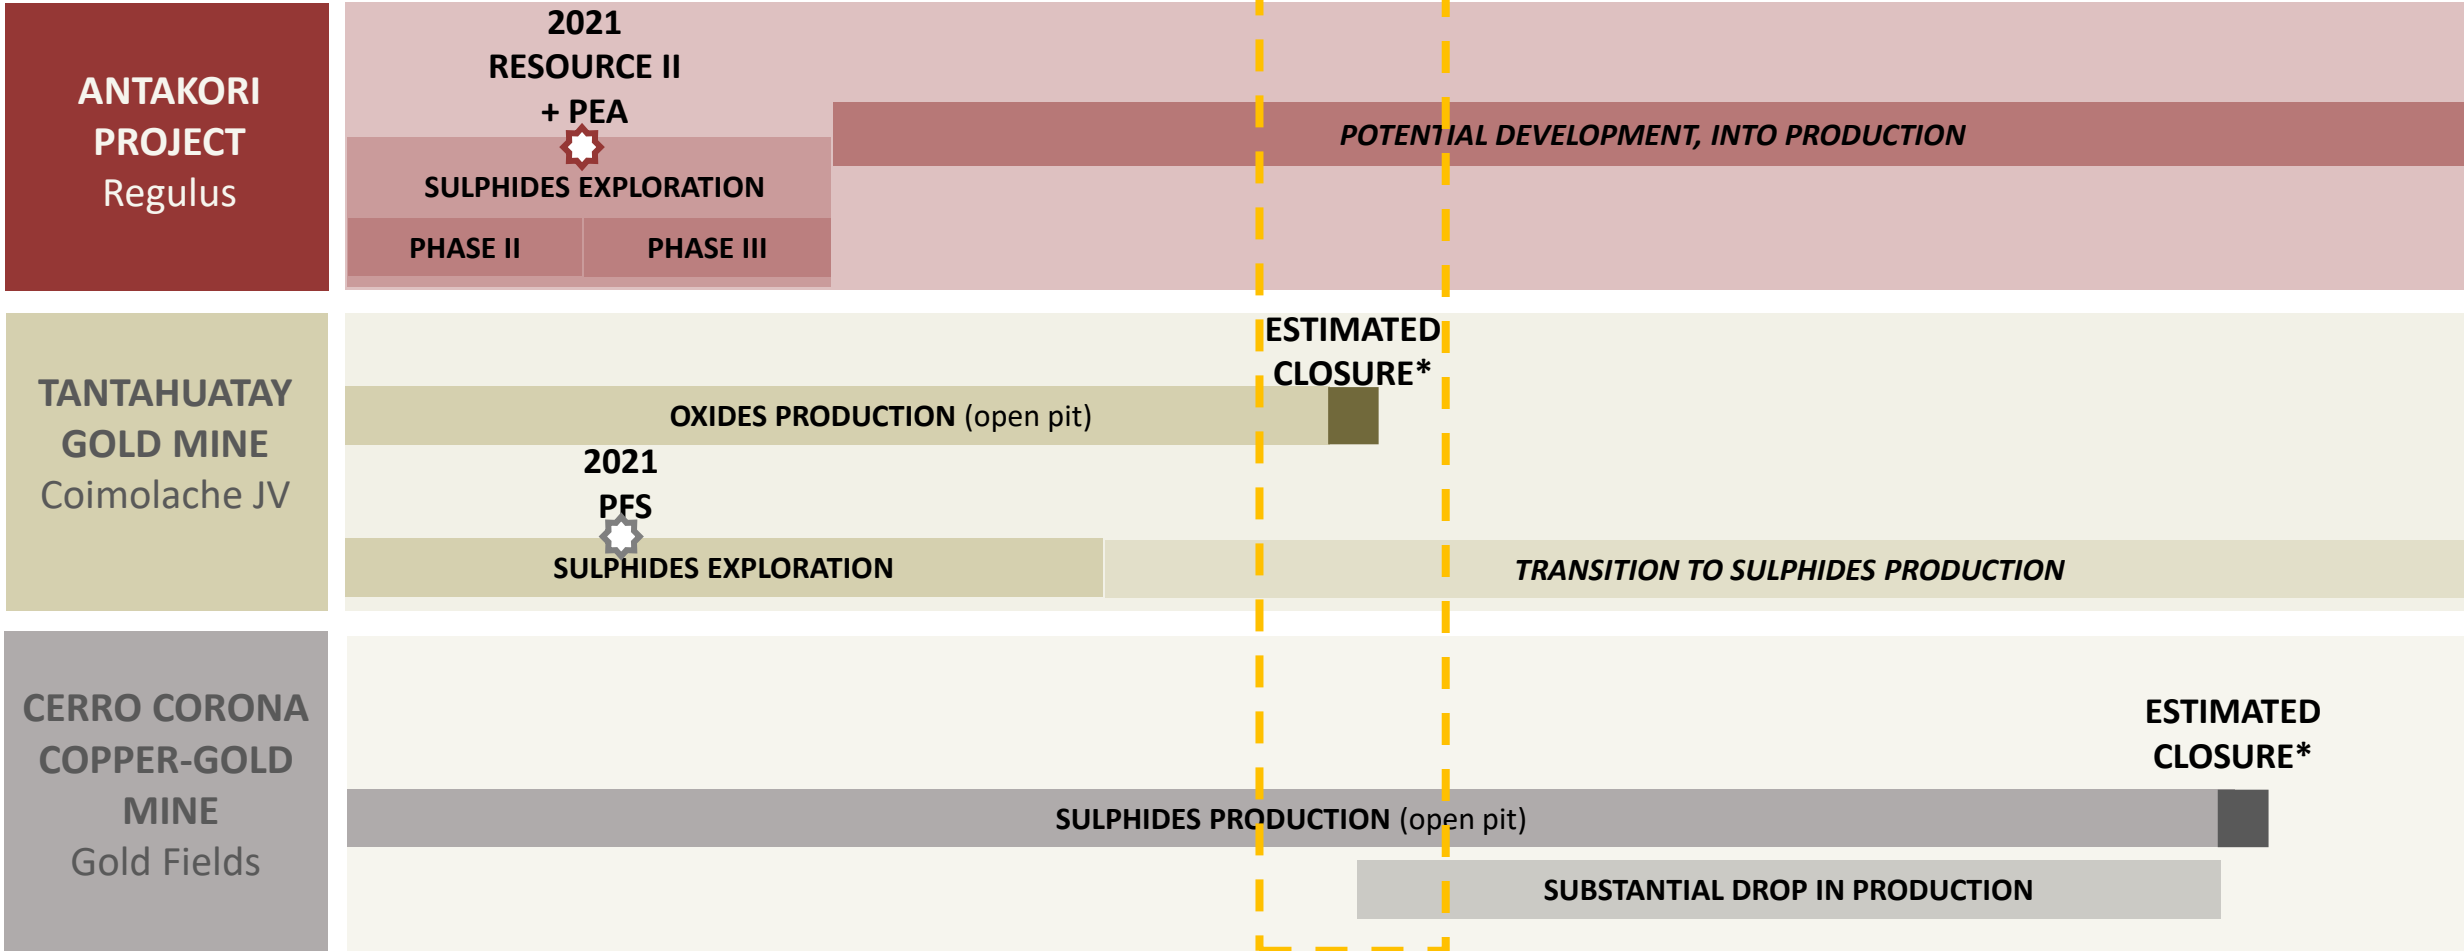 ANTAKORI
PROJECT
Regulus
2021
RESOURCE II
+ PEA
SULPHIDES EXPLORATION
PHASE II
PHASE III
POTENTIAL DEVELOPMENT, INTO PRODUCTION
TANTAHUATAY
GOLD MINE
Coimolache JV
ESTIMATED
CLOSURE*
OXIDES PRODUCTION (open pit)
2021
PFS
SULPHIDES EXPLORATION
TRANSITION TO SULPHIDES PRODUCTION
CERRO CORONA
COPPER-GOLD
MINE
Gold Fields
ESTIMATED
CLOSURE*
SULPHIDES PRODUCTION (open pit)
SUBSTANTIAL DROP IN PRODUCTION